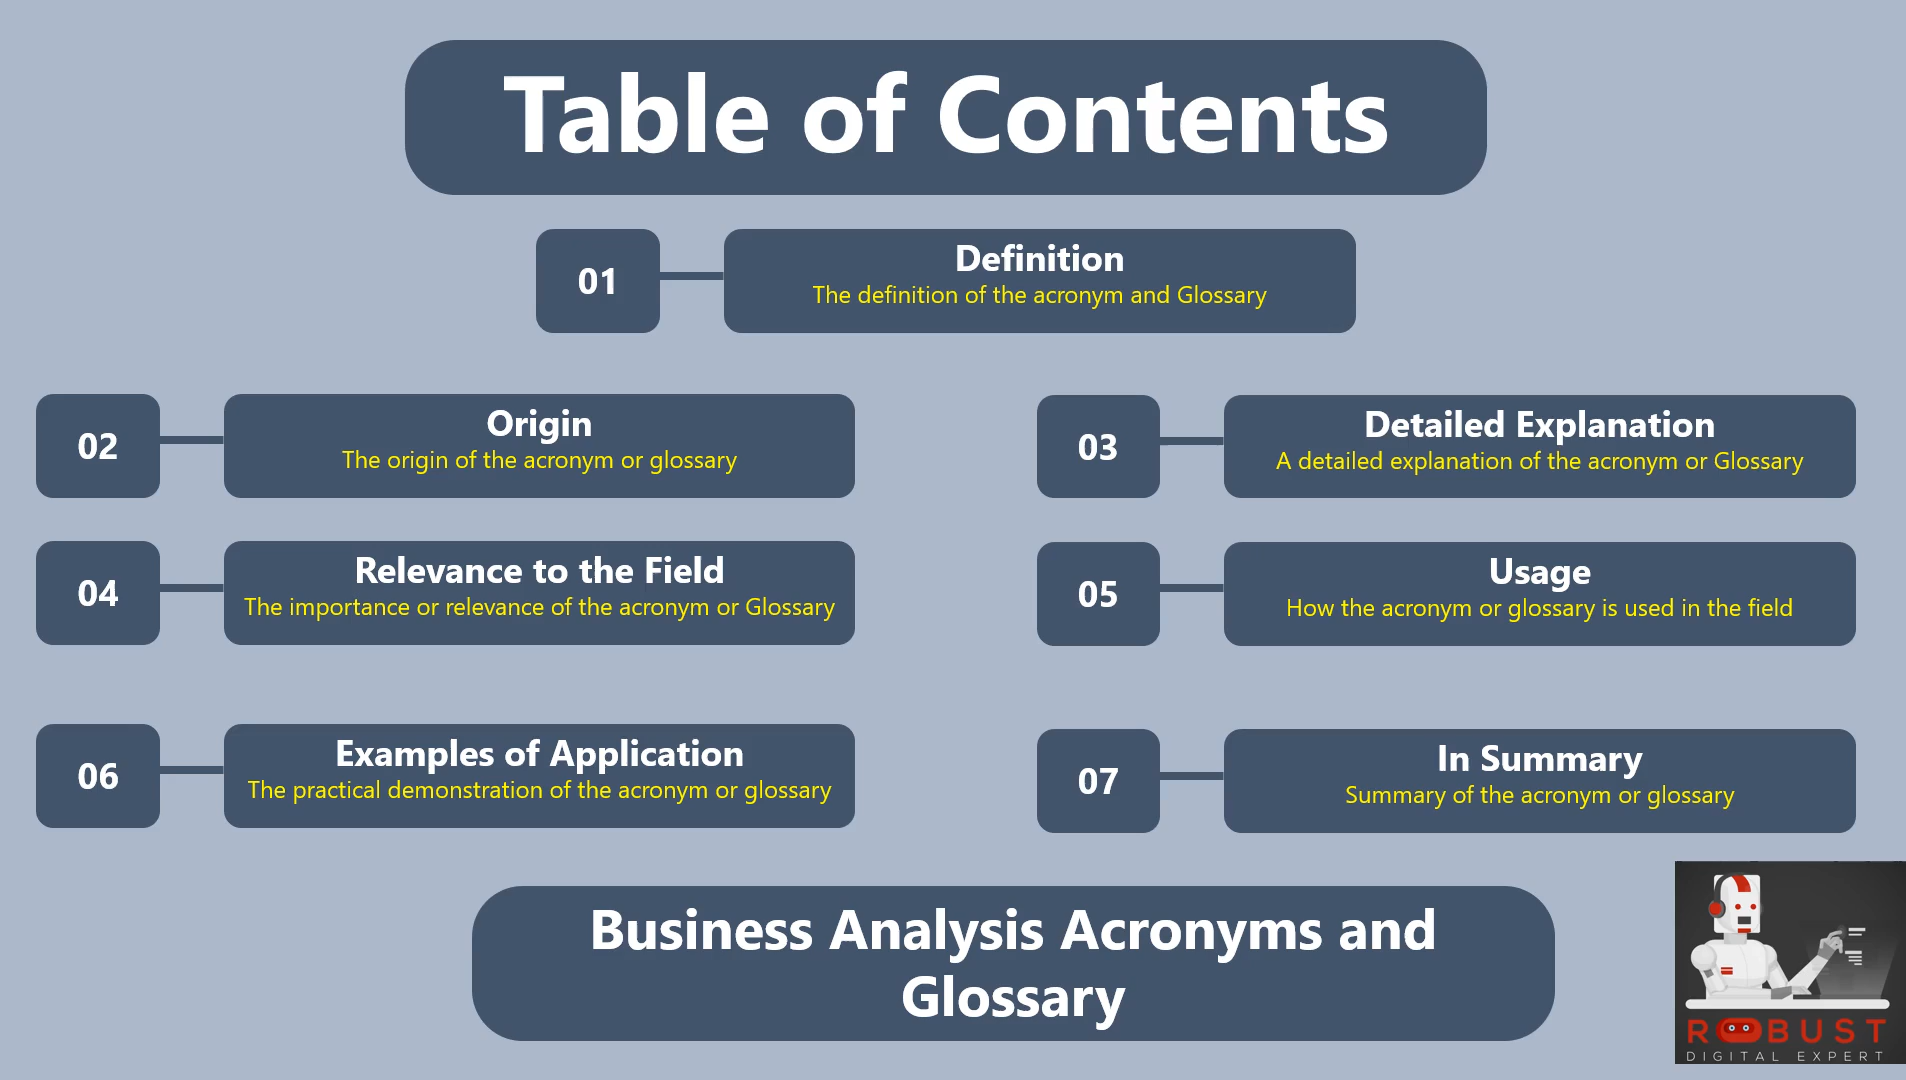 Table of Contents
01
Definition
The definition of the acronym and Glossary
02
Origin
The origin of the acronym or glossary
03
Detailed Explanation
A detailed explanation of the acronym or Glossary
04
Relevance to the Field
The importance or relevance of the acronym or Glossary
05
Usage
How the acronym or glossary is used in the field
06
Examples of Application
The practical demonstration of the acronym or glossary
07
In Summary
Summary of the acronym or glossary
Business Analysis Acronyms and
Glossary
ROBUST
DIGITAL EXPERT